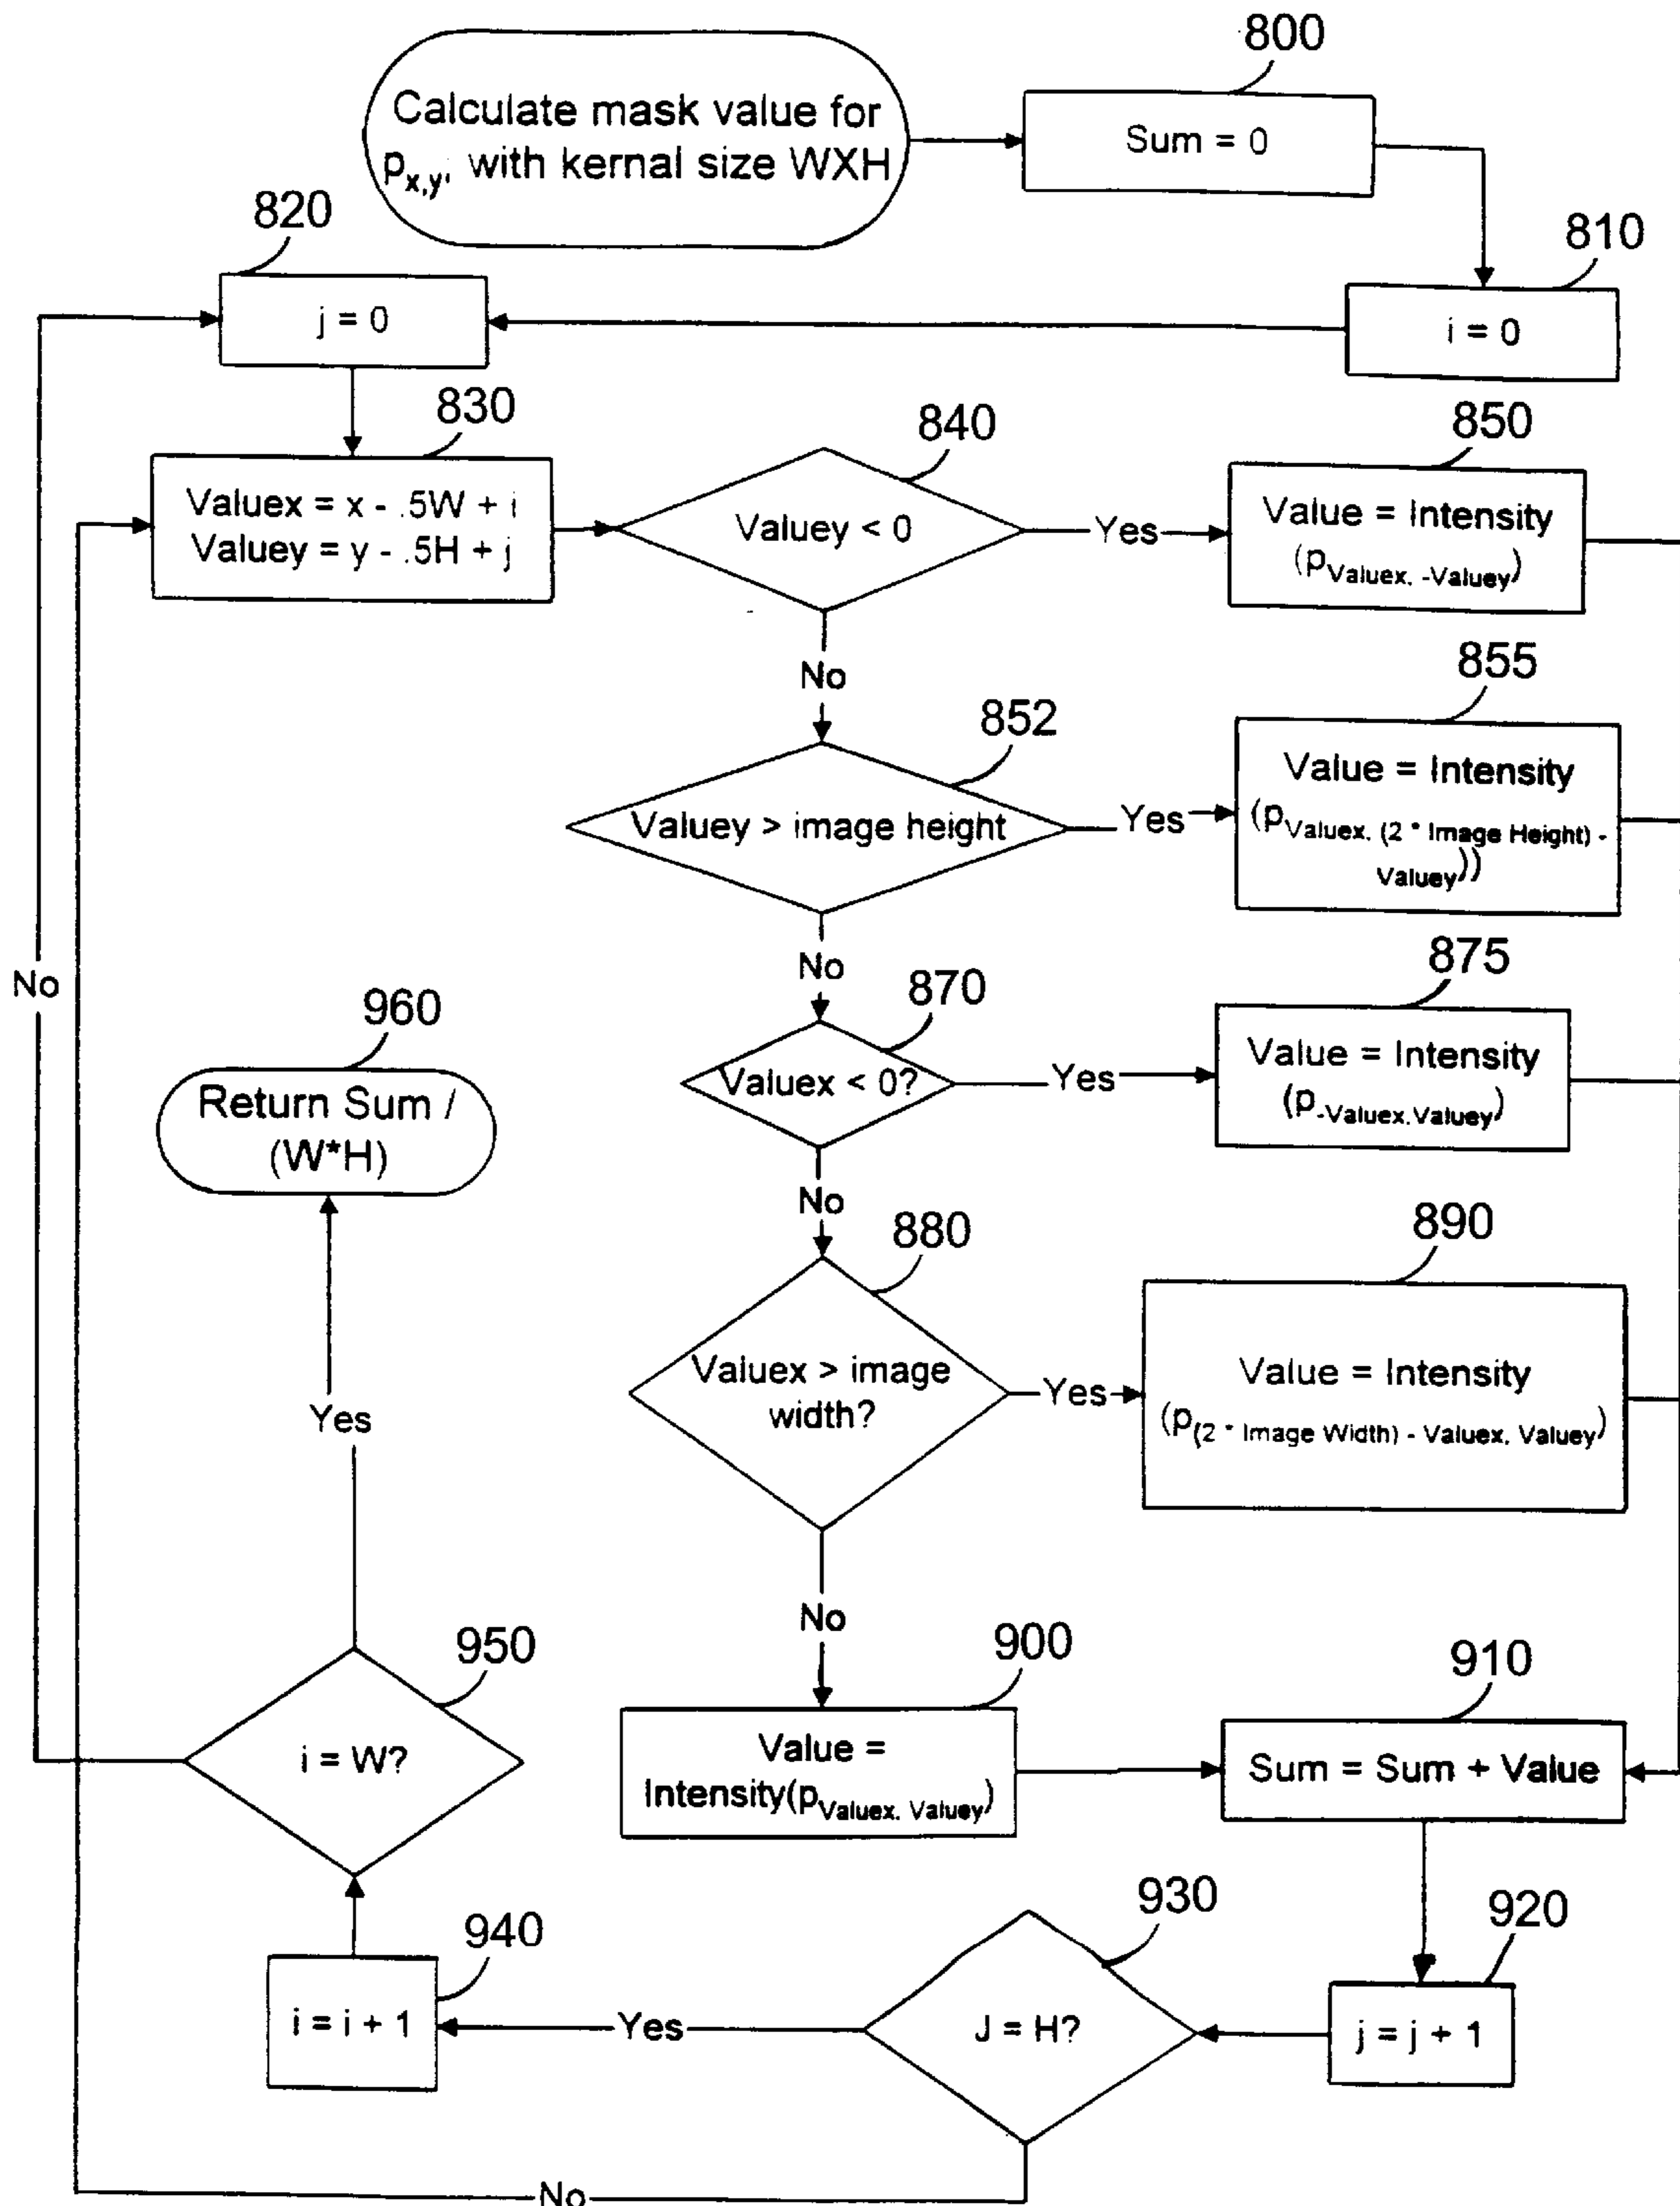 Calculate mask value for
p x,y, with kernal size WXH
800
Sum = 0
810
i = 0
820
j = 0
830
Valuex = x - .5W + i
Valuey = y - .5H + j
840
Valuey < 0
Yes
850
Value = Intensity
(p Valuex, -Valuey)
No
852
Valuey > image height
Yes
855
Value = Intensity
(p Valuex, (2 * Image Height) -
Valuey))
No
870
Valuex < 0?
Yes
875
Value = Intensity
(p -Valuex, Valuey)
No
880
Valuex > image
width?
Yes
890
Value = Intensity
(p (2 * Image Width) - Valuex, Valuey)
No
900
Value =
Intensity(p Valuex, Valuey)
910
Sum = Sum + Value
920
j = j + 1
930
J = H?
Yes
No
940
i = i + 1
950
i = W?
No
Yes
960
Return Sum /
(W*H)